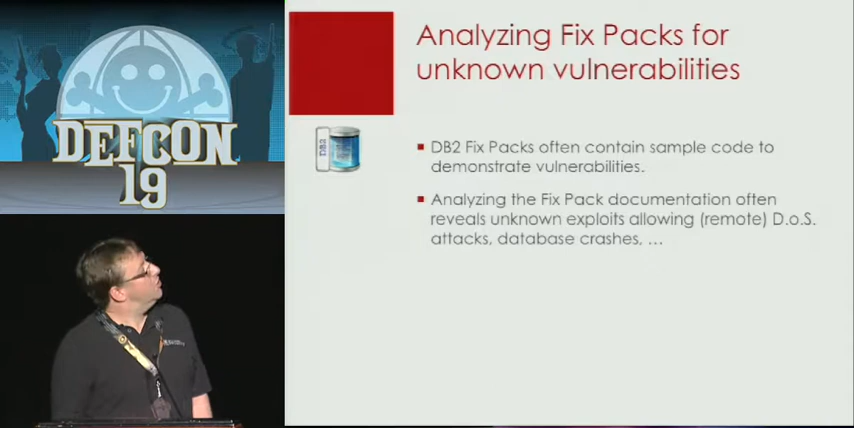 DEFCON
19
Analyzing Fix Packs for
unknown vulnerabilities
DB2
DB2 Fix Packs often contain sample code to
demonstrate vulnerabilities.
Analyzing the Fix Pack documentation often
reveals unknown exploits allowing (remote) D.o.S.
attacks, database crashes, …